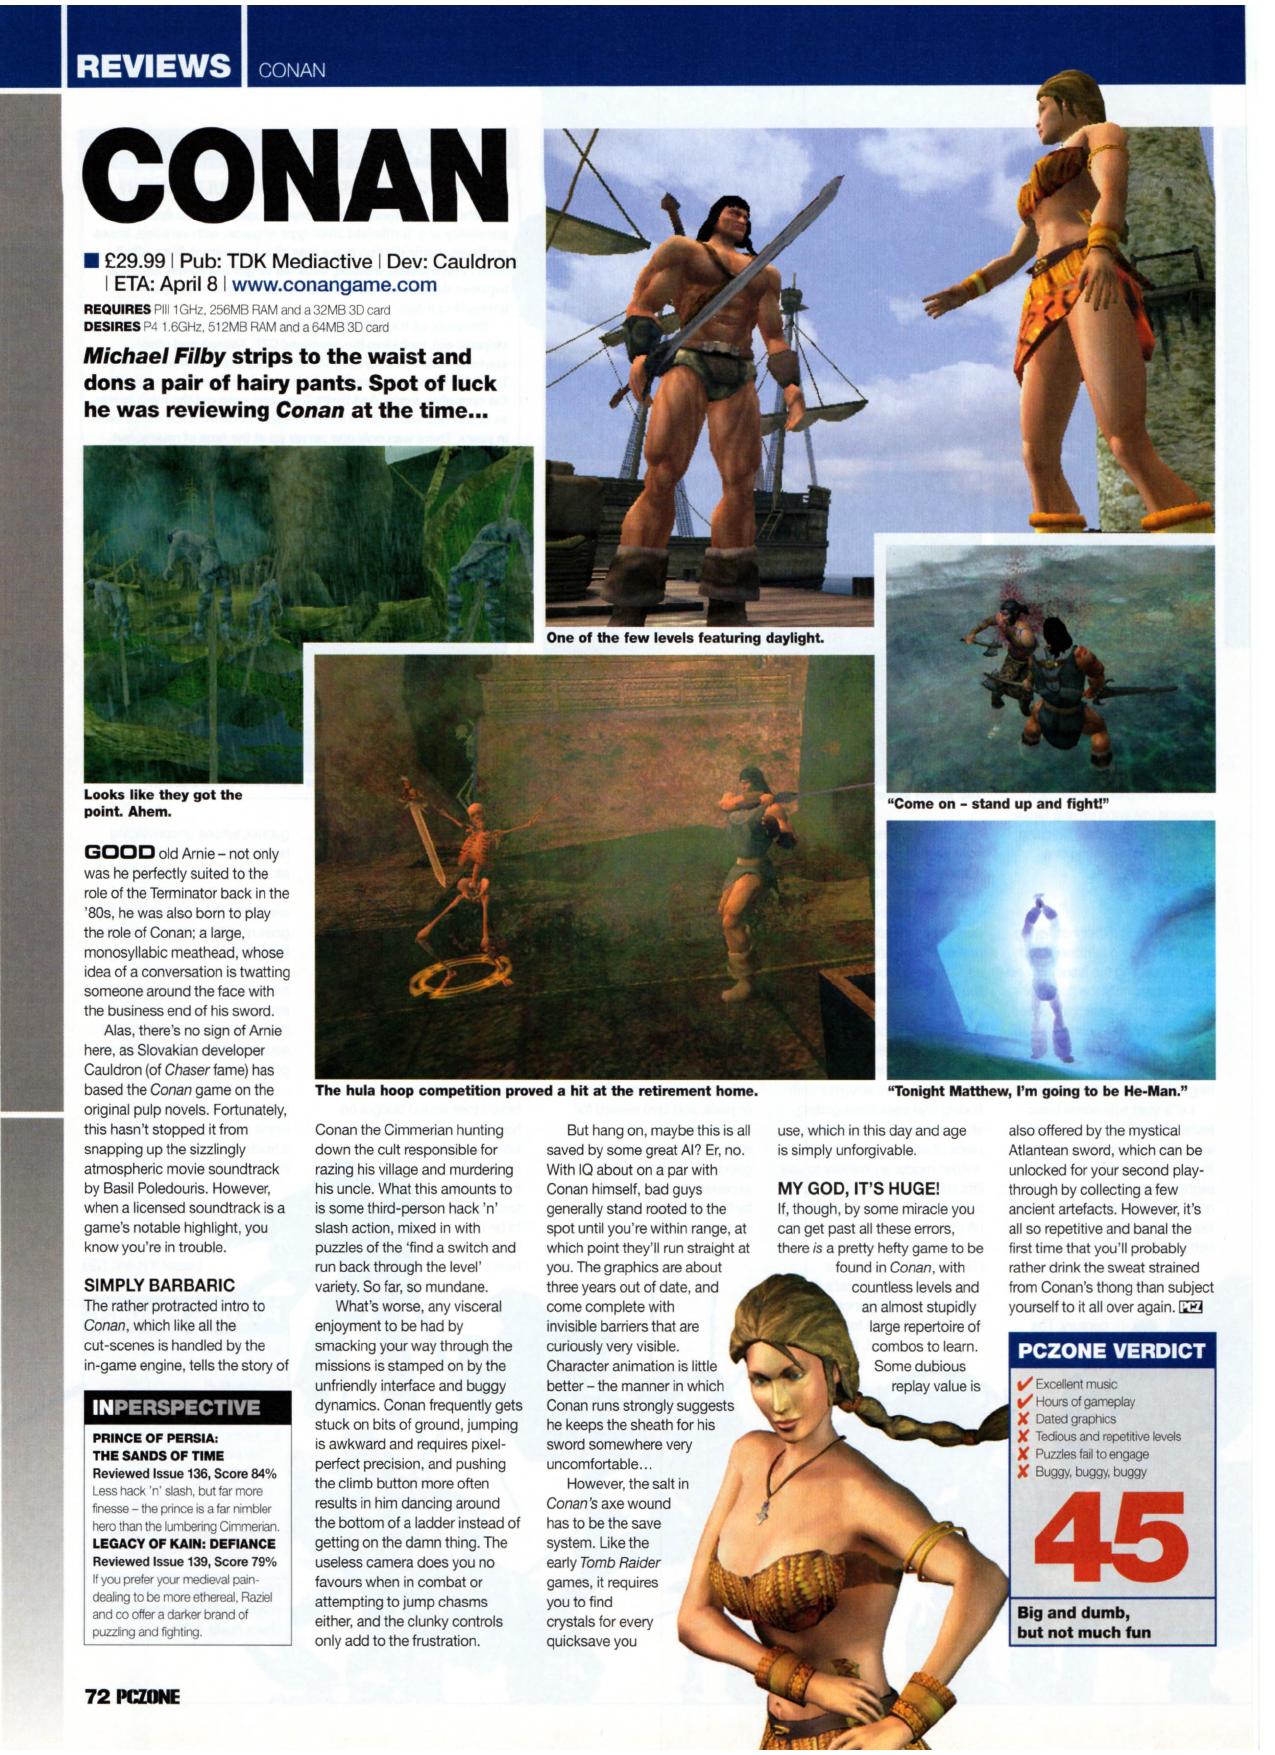 REVIEWS
CONAN
CONAN
£29.99 | Pub: TDK Mediactive | Dev: Cauldron
| ETA: April 8 | www.conangame.com
REQUIRES PIII 1GHz, 256MB RAM and a 32MB 3D card
DESIRES P4 1.6GHz, 512MB RAM and a 64MB 3D card
Michael Filby strips to the waist and
dons a pair of hairy pants. Spot of luck
he was reviewing Conan at the time...
One of the few levels featuring daylight.
Looks like they got the
point. Ahem.
"Come on – stand up and fight!"
The hula hoop competition proved a hit at the retirement home.
"Tonight Matthew, I'm going to be He-Man."
GOOD old Arnie – not only
was he perfectly suited to the
role of the Terminator back in the
'80s, he was also born to play
the role of Conan; a large,
monosyllabic meathead, whose
idea of a conversation is twatting
someone around the face with
the business end of his sword.
Alas, there's no sign of Arnie
here, as Slovakian developer
Cauldron (of Chaser fame) has
based the Conan game on the
original pulp novels. Fortunately,
this hasn't stopped it from
snapping up the sizzlingly
atmospheric movie soundtrack
by Basil Poledouris. However,
when a licensed soundtrack is a
game's notable highlight, you
know you're in trouble.
SIMPLY BARBARIC
The rather protracted intro to
Conan, which like all the
cut-scenes is handled by the
in-game engine, tells the story of
INPERSPECTIVE
PRINCE OF PERSIA:
THE SANDS OF TIME
Reviewed Issue 136, Score 84%
Less hack 'n' slash, but far more
finesse – the prince is a far nimbler
hero than the lumbering Cimmerian.
LEGACY OF KAIN: DEFIANCE
Reviewed Issue 139, Score 79%
If you prefer your medieval pain-
dealing to be more ethereal, Raziel
and co offer a darker brand of
puzzling and fighting.
Conan the Cimmerian hunting
down the cult responsible for
razing his village and murdering
his uncle. What this amounts to
is some third-person hack 'n'
slash action, mixed in with
puzzles of the 'find a switch and
run back through the level'
variety. So far, so mundane.
What's worse, any visceral
enjoyment to be had by
smacking your way through the
missions is stamped on by the
unfriendly interface and buggy
dynamics. Conan frequently gets
stuck on bits of ground, jumping
is awkward and requires pixel-
perfect precision, and pushing
the climb button more often
results in him dancing around
the bottom of a ladder instead of
getting on the damn thing. The
useless camera does you no
favours when in combat or
attempting to jump chasms
either, and the clunky controls
only add to the frustration.
But hang on, maybe this is all
saved by some great AI? Er, no.
With IQ about on a par with
Conan himself, bad guys
generally stand rooted to the
spot until you're within range, at
which point they'll run straight at
you. The graphics are about
three years out of date, and
come complete with
invisible barriers that are
curiously very visible.
Character animation is little
better – the manner in which
Conan runs strongly suggests
he keeps the sheath for his
sword somewhere very
uncomfortable...
However, the salt in
Conan's axe wound
has to be the save
system. Like the
early Tomb Raider
games, it requires
you to find
crystals for every
quicksave you
use, which in this day and age
is simply unforgivable.
MY GOD, IT'S HUGE!
If, though, by some miracle you
can get past all these errors,
there is a pretty hefty game to be
found in Conan, with
countless levels and
an almost stupidly
large repertoire of
combos to learn.
Some dubious
replay value is
also offered by the mystical
Atlantean sword, which can be
unlocked for your second play-
through by collecting a few
ancient artefacts. However, it's
all so repetitive and banal the
first time that you'll probably
rather drink the sweat strained
from Conan's thong than subject
yourself to it all over again. PCZ
PCZONE VERDICT
✓ Excellent music
✓ Hours of gameplay
✗ Dated graphics
✗ Tedious and repetitive levels
✗ Puzzles fail to engage
✗ Buggy, buggy, buggy
45
Big and dumb,
but not much fun
72 PCZONE